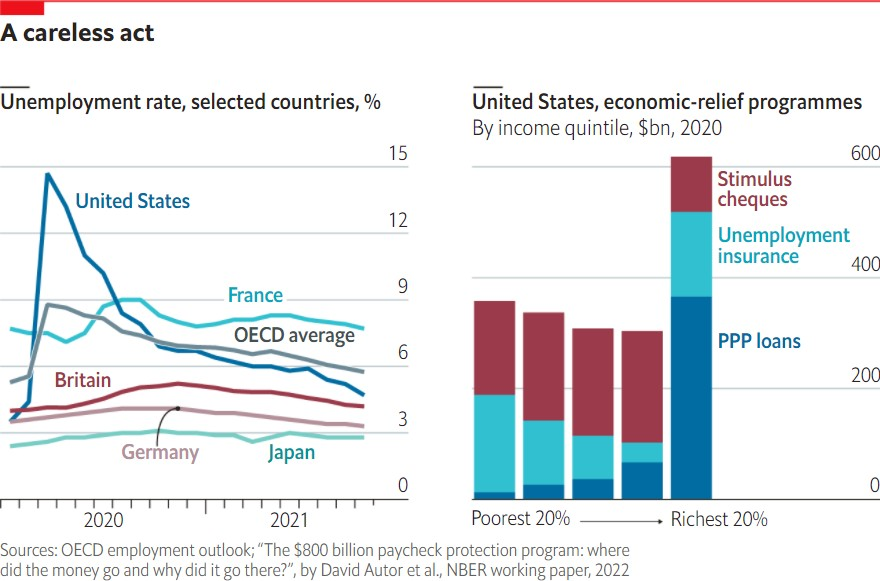 A careless act
Unemployment rate, selected countries, %
15
United States
12
9
France
OECD average
6
Britain
3
Germany
Japan
0
2020
2021
United States, economic-relief programmes
By income quintile, $bn, 2020
600
Stimulus
cheques
Unemployment
insurance
400
PPP loans
200
0
Poorest 20%
Richest 20%
Sources: OECD employment outlook; “The $800 billion paycheck protection program: where
did the money go and why did it go there?”, by David Autor et al., NBER working paper, 2022